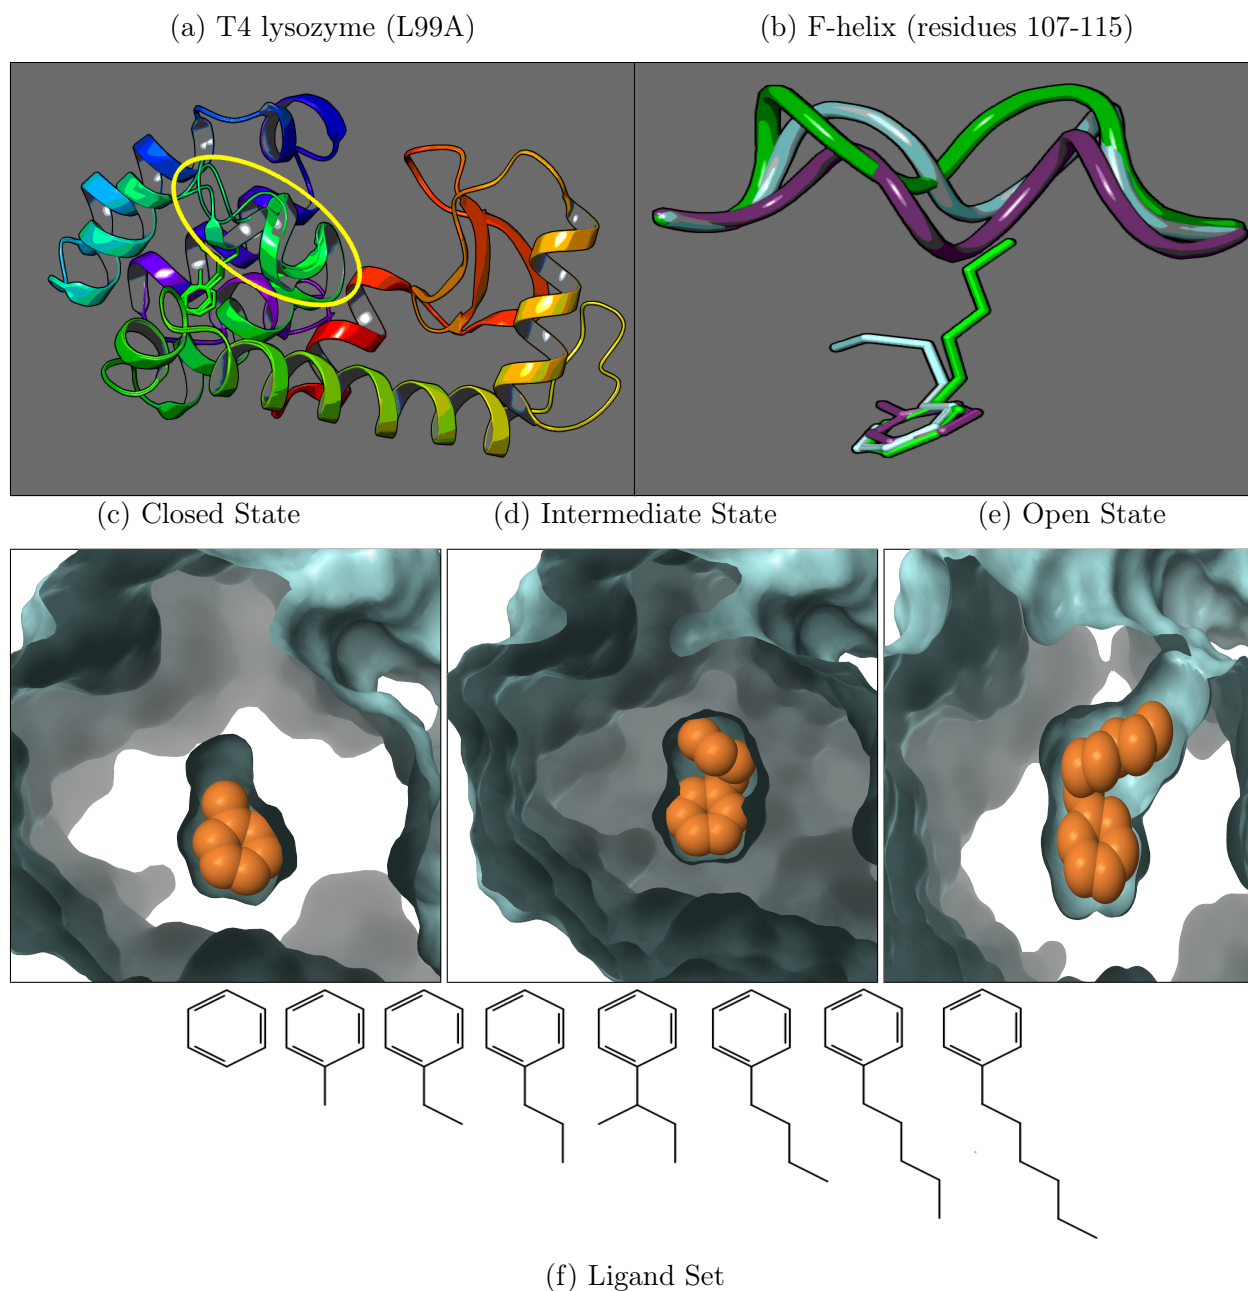 (a) T4 lysozyme (L99A)
(b) F-helix (residues 107-115)
(c) Closed State
(d) Intermediate State
(e) Open State
(f) Ligand Set